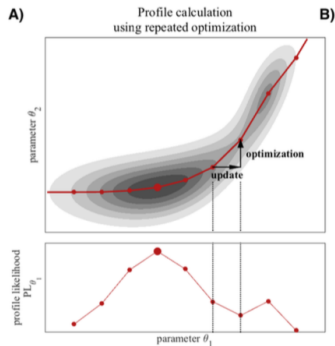 A)
Profile calculation
using repeated optimization
B)
parameter θ₂
optimization
update
profile likelihood
PLθ₁
parameter θ₁